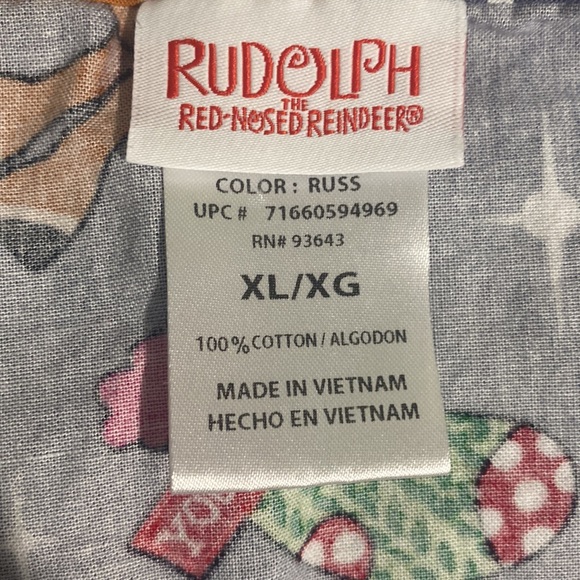 RUDOLPH
THE
RED-NOSED REINDEER®
COLOR: RUSS
UPC # 71660594969
RN# 93643
XL/XG
100% COTTON / ALGODON
MADE IN VIETNAM
HECHO EN VIETNAM
YOU